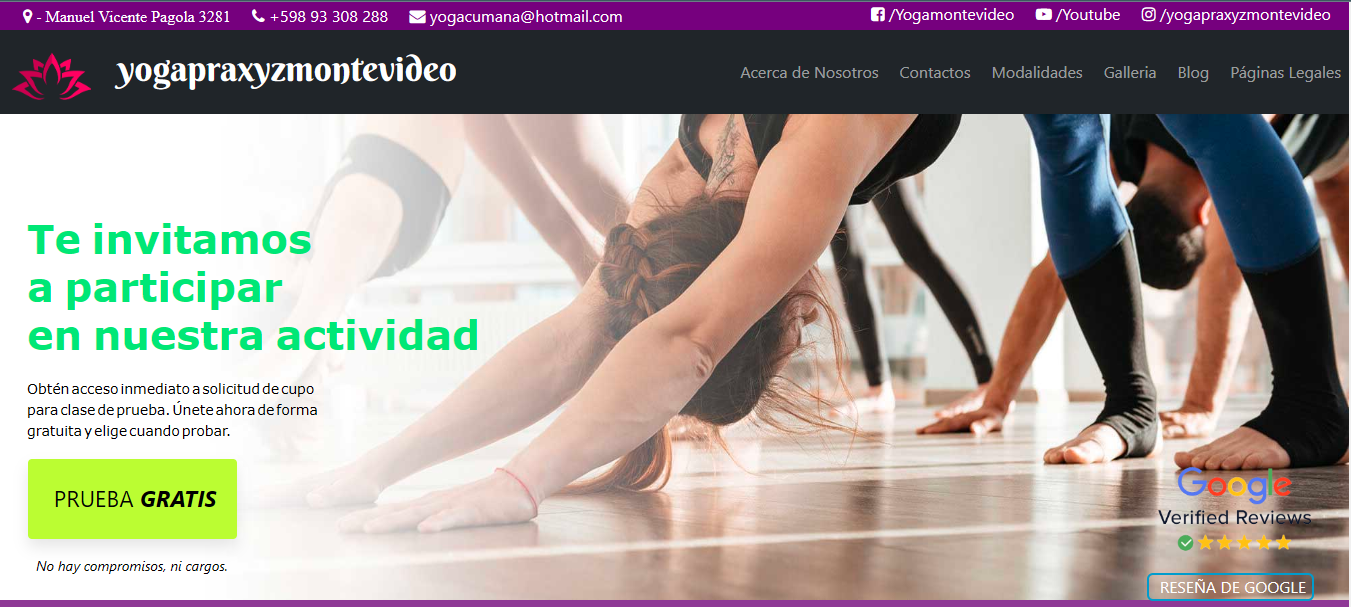 - Manuel Vicente Pagola 3281 +598 93 308 288 yogacumana@hotmail.com /Yogamontevideo /Youtube /yogapraxyzmontevideo
yogapraxyzmontevideo
Acerca de Nosotros Contactos Modalidades Galleria Blog Páginas Legales
Te invitamos
a participar
en nuestra actividad
Obtén acceso inmediato a solicitud de cupo
para clase de prueba. Únete ahora de forma
gratuita y elige cuando probar.
PRUEBA GRATIS
No hay compromisos, ni cargos.
Google
Verified Reviews
RESEÑA DE GOOGLE